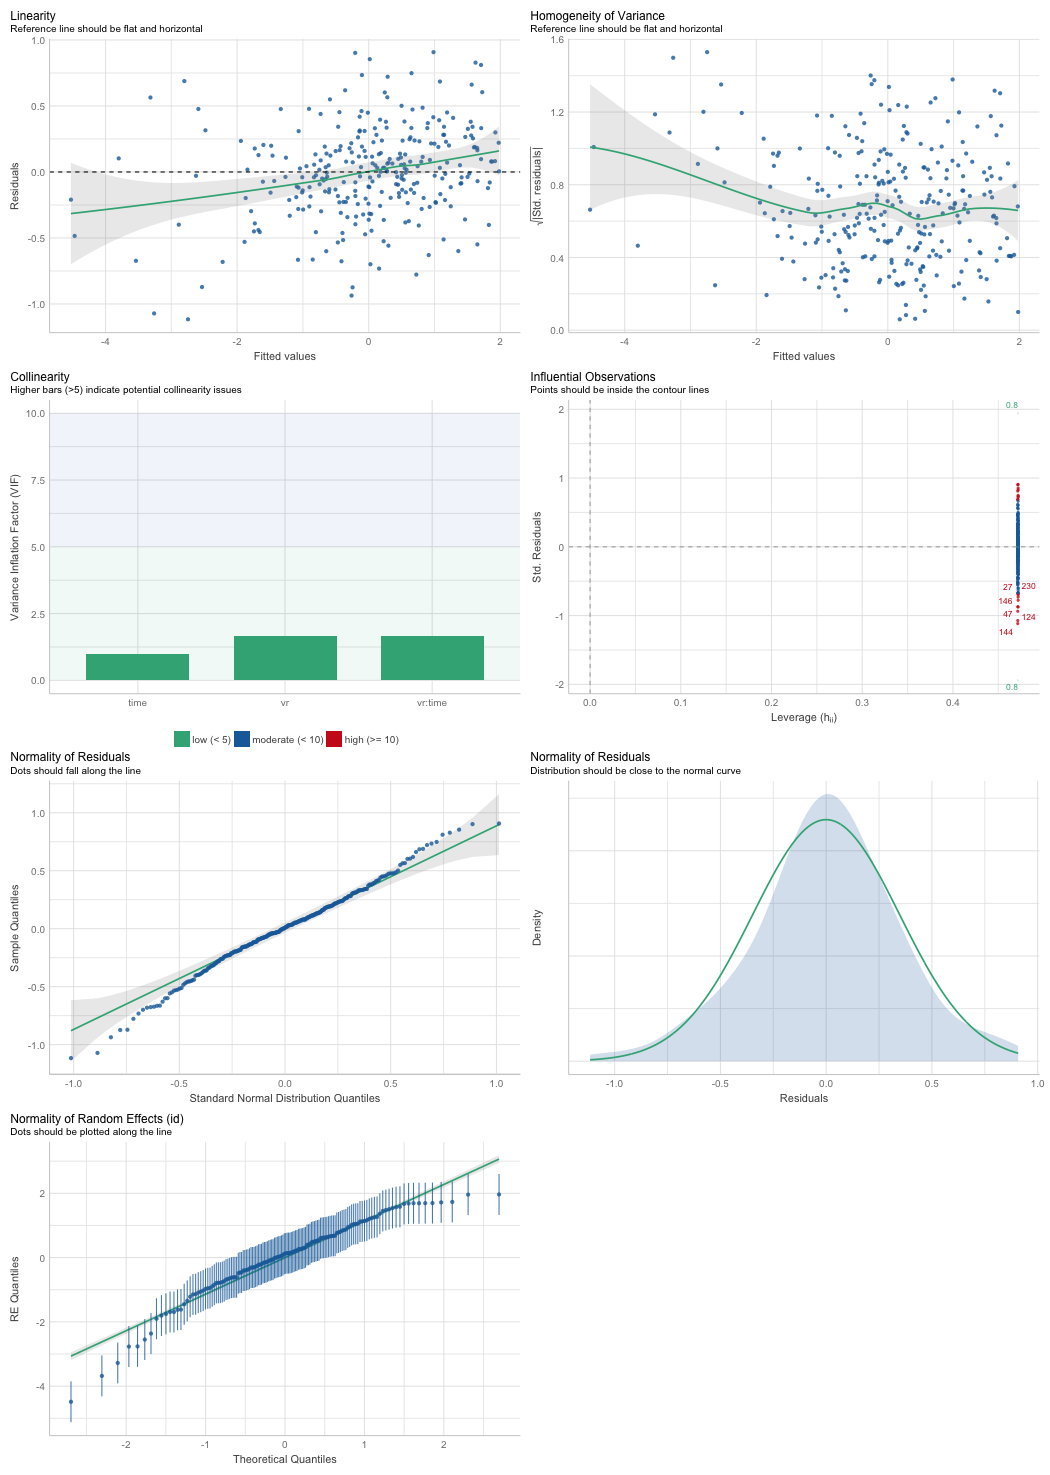 Linearity
Reference line should be flat and horizontal
1.0
0.5
0.0
-0.5
-1.0
Residuals
-4
-2
0
2
Fitted values
Homogeneity of Variance
Reference line should be flat and horizontal
1.6
1.2
0.8
0.4
0.0
√|Std. residuals|
-4
-2
0
2
Fitted values
Collinearity
Higher bars (>5) indicate potential collinearity issues
10.0
7.5
5.0
2.5
0.0
Variance Inflation Factor (VIF)
time
vr
vr:time
low (< 5)
moderate (< 10)
high (>= 10)
Influential Observations
Points should be inside the contour lines
2
1
0
-1
-2
Std. Residuals
0.8
27
230
146
47
124
144
0.8
0.0
0.1
0.2
0.3
0.4
Leverage (hᵢᵢ)
Normality of Residuals
Dots should fall along the line
1.0
0.5
0.0
-0.5
-1.0
Sample Quantiles
-1.0
-0.5
0.0
0.5
1.0
Standard Normal Distribution Quantiles
Normality of Residuals
Distribution should be close to the normal curve
Density
-1.0
-0.5
0.0
0.5
1.0
Residuals
Normality of Random Effects (id)
Dots should be plotted along the line
2
0
-2
-4
RE Quantiles
-2
-1
0
1
2
Theoretical Quantiles